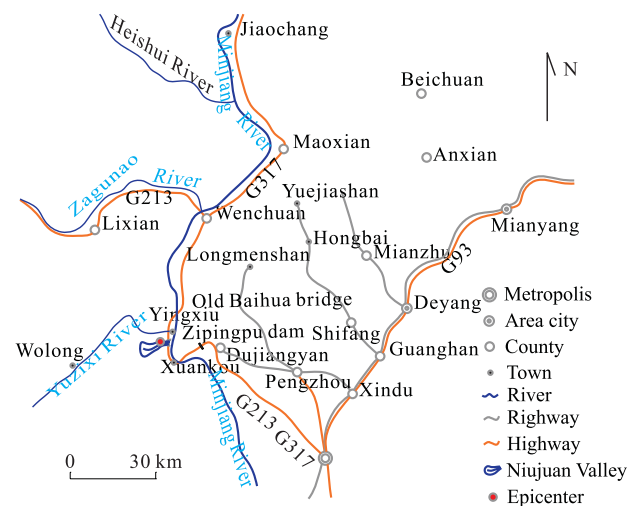 Jiaochang
Heishui River
Minjiang River
Beichuan
N
Maoxian
Anxian
G317
Zagunao River
G213
Yuejiashan
Lixian
Wenchuan
Mianyang
Hongbai
Mianzhu
Longmenshan
G93
Old Baihua bridge
Metropolis
Deyang
Yingxiu
Area city
Zipingpu dam
Shifang
County
Wolong
Yuzixi River
Dujiangyan
Guanghan
Xuankou
Town
Pengzhou
Xindu
River
Minjiang River
G213 G317
Righway
Highway
0 30 km
Niujuan Valley
Epicenter